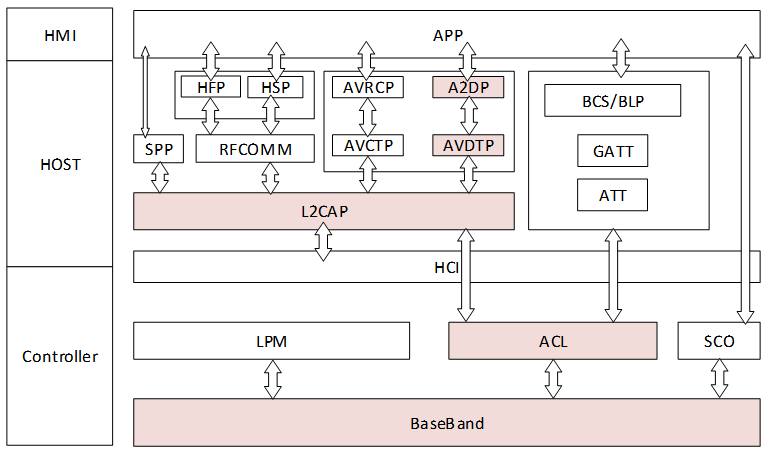 HMI
APP
HOST
HFP
HSP
AVRCP
A2DP
BCS/BLP
SPP
RFCOMM
AVCTP
AVDTP
GATT
ATT
L2CAP
HCI
Controller
LPM
ACL
SCO
BaseBand